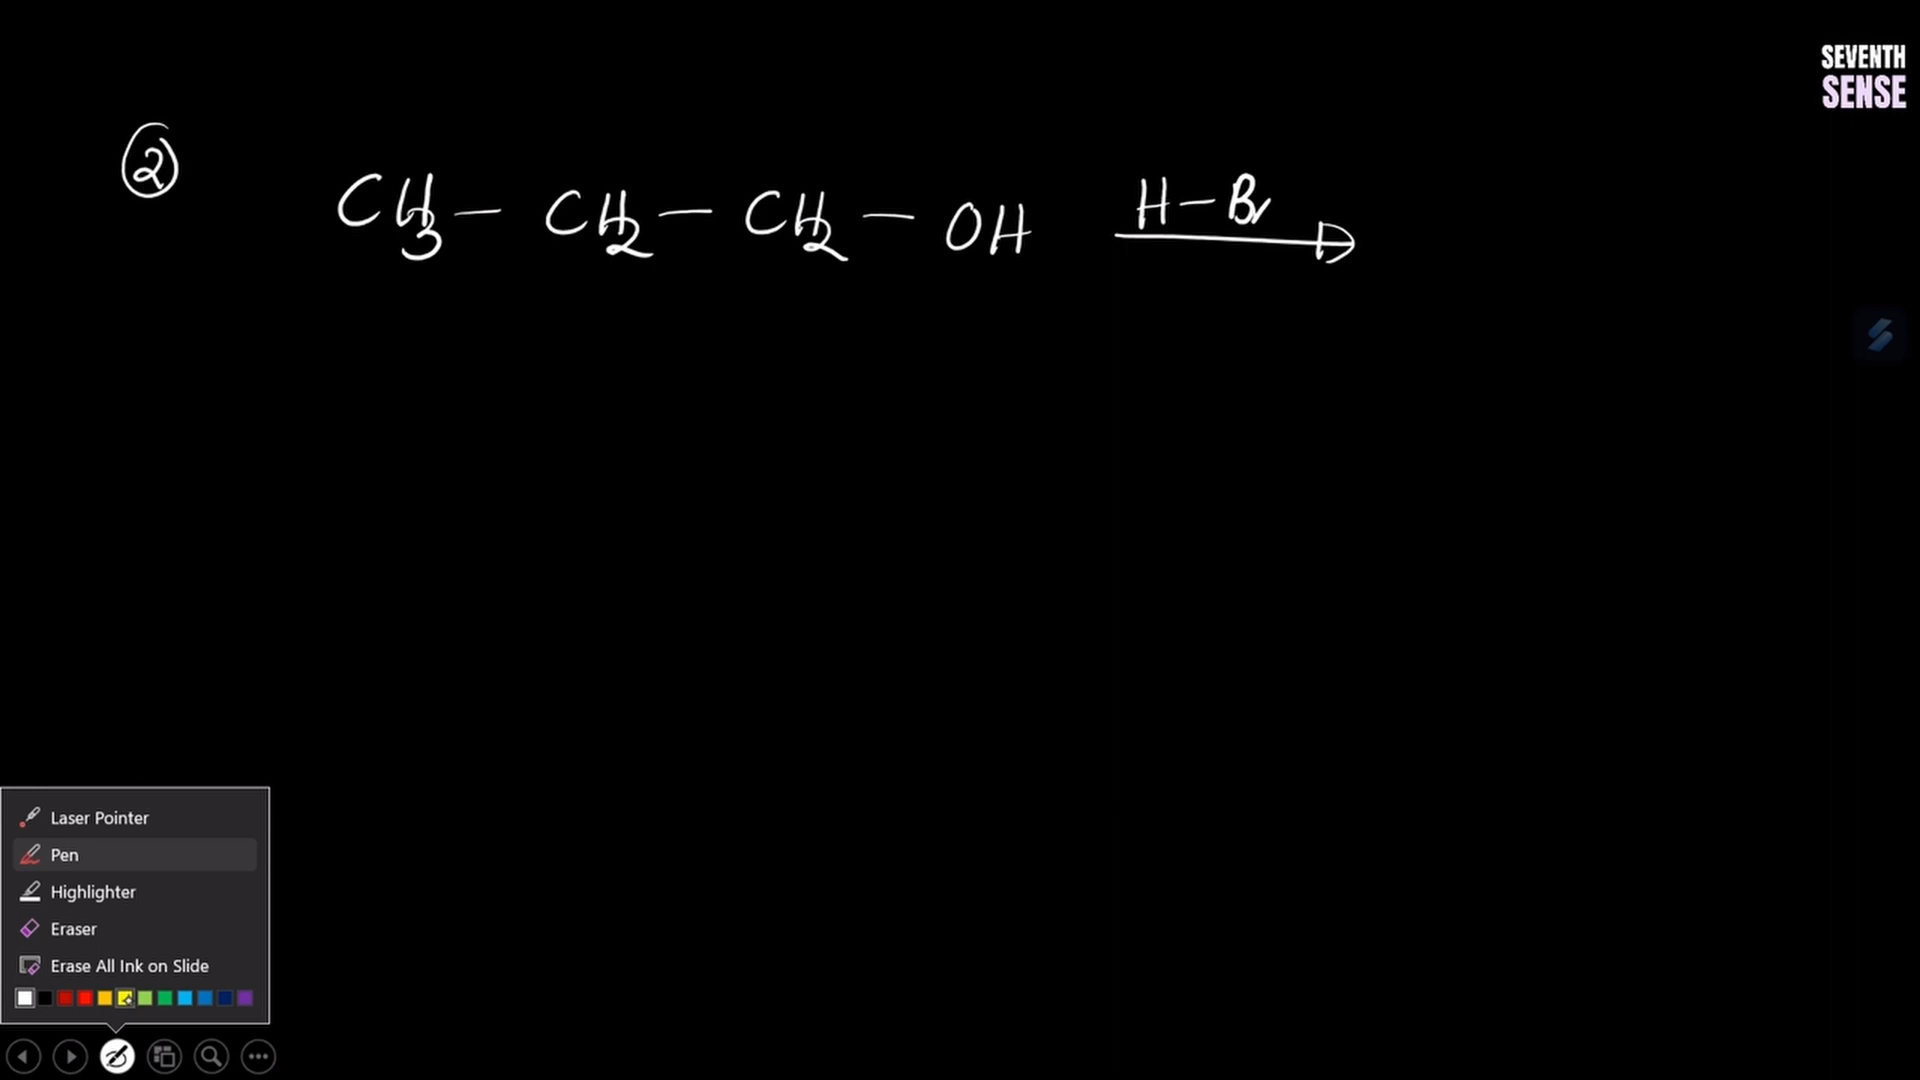 SEVENTH
SENSE
②
CH₃ – CH₂ – CH₂ – OH  H–Br →
Laser Pointer
Pen
Highlighter
Eraser
Erase All Ink on Slide